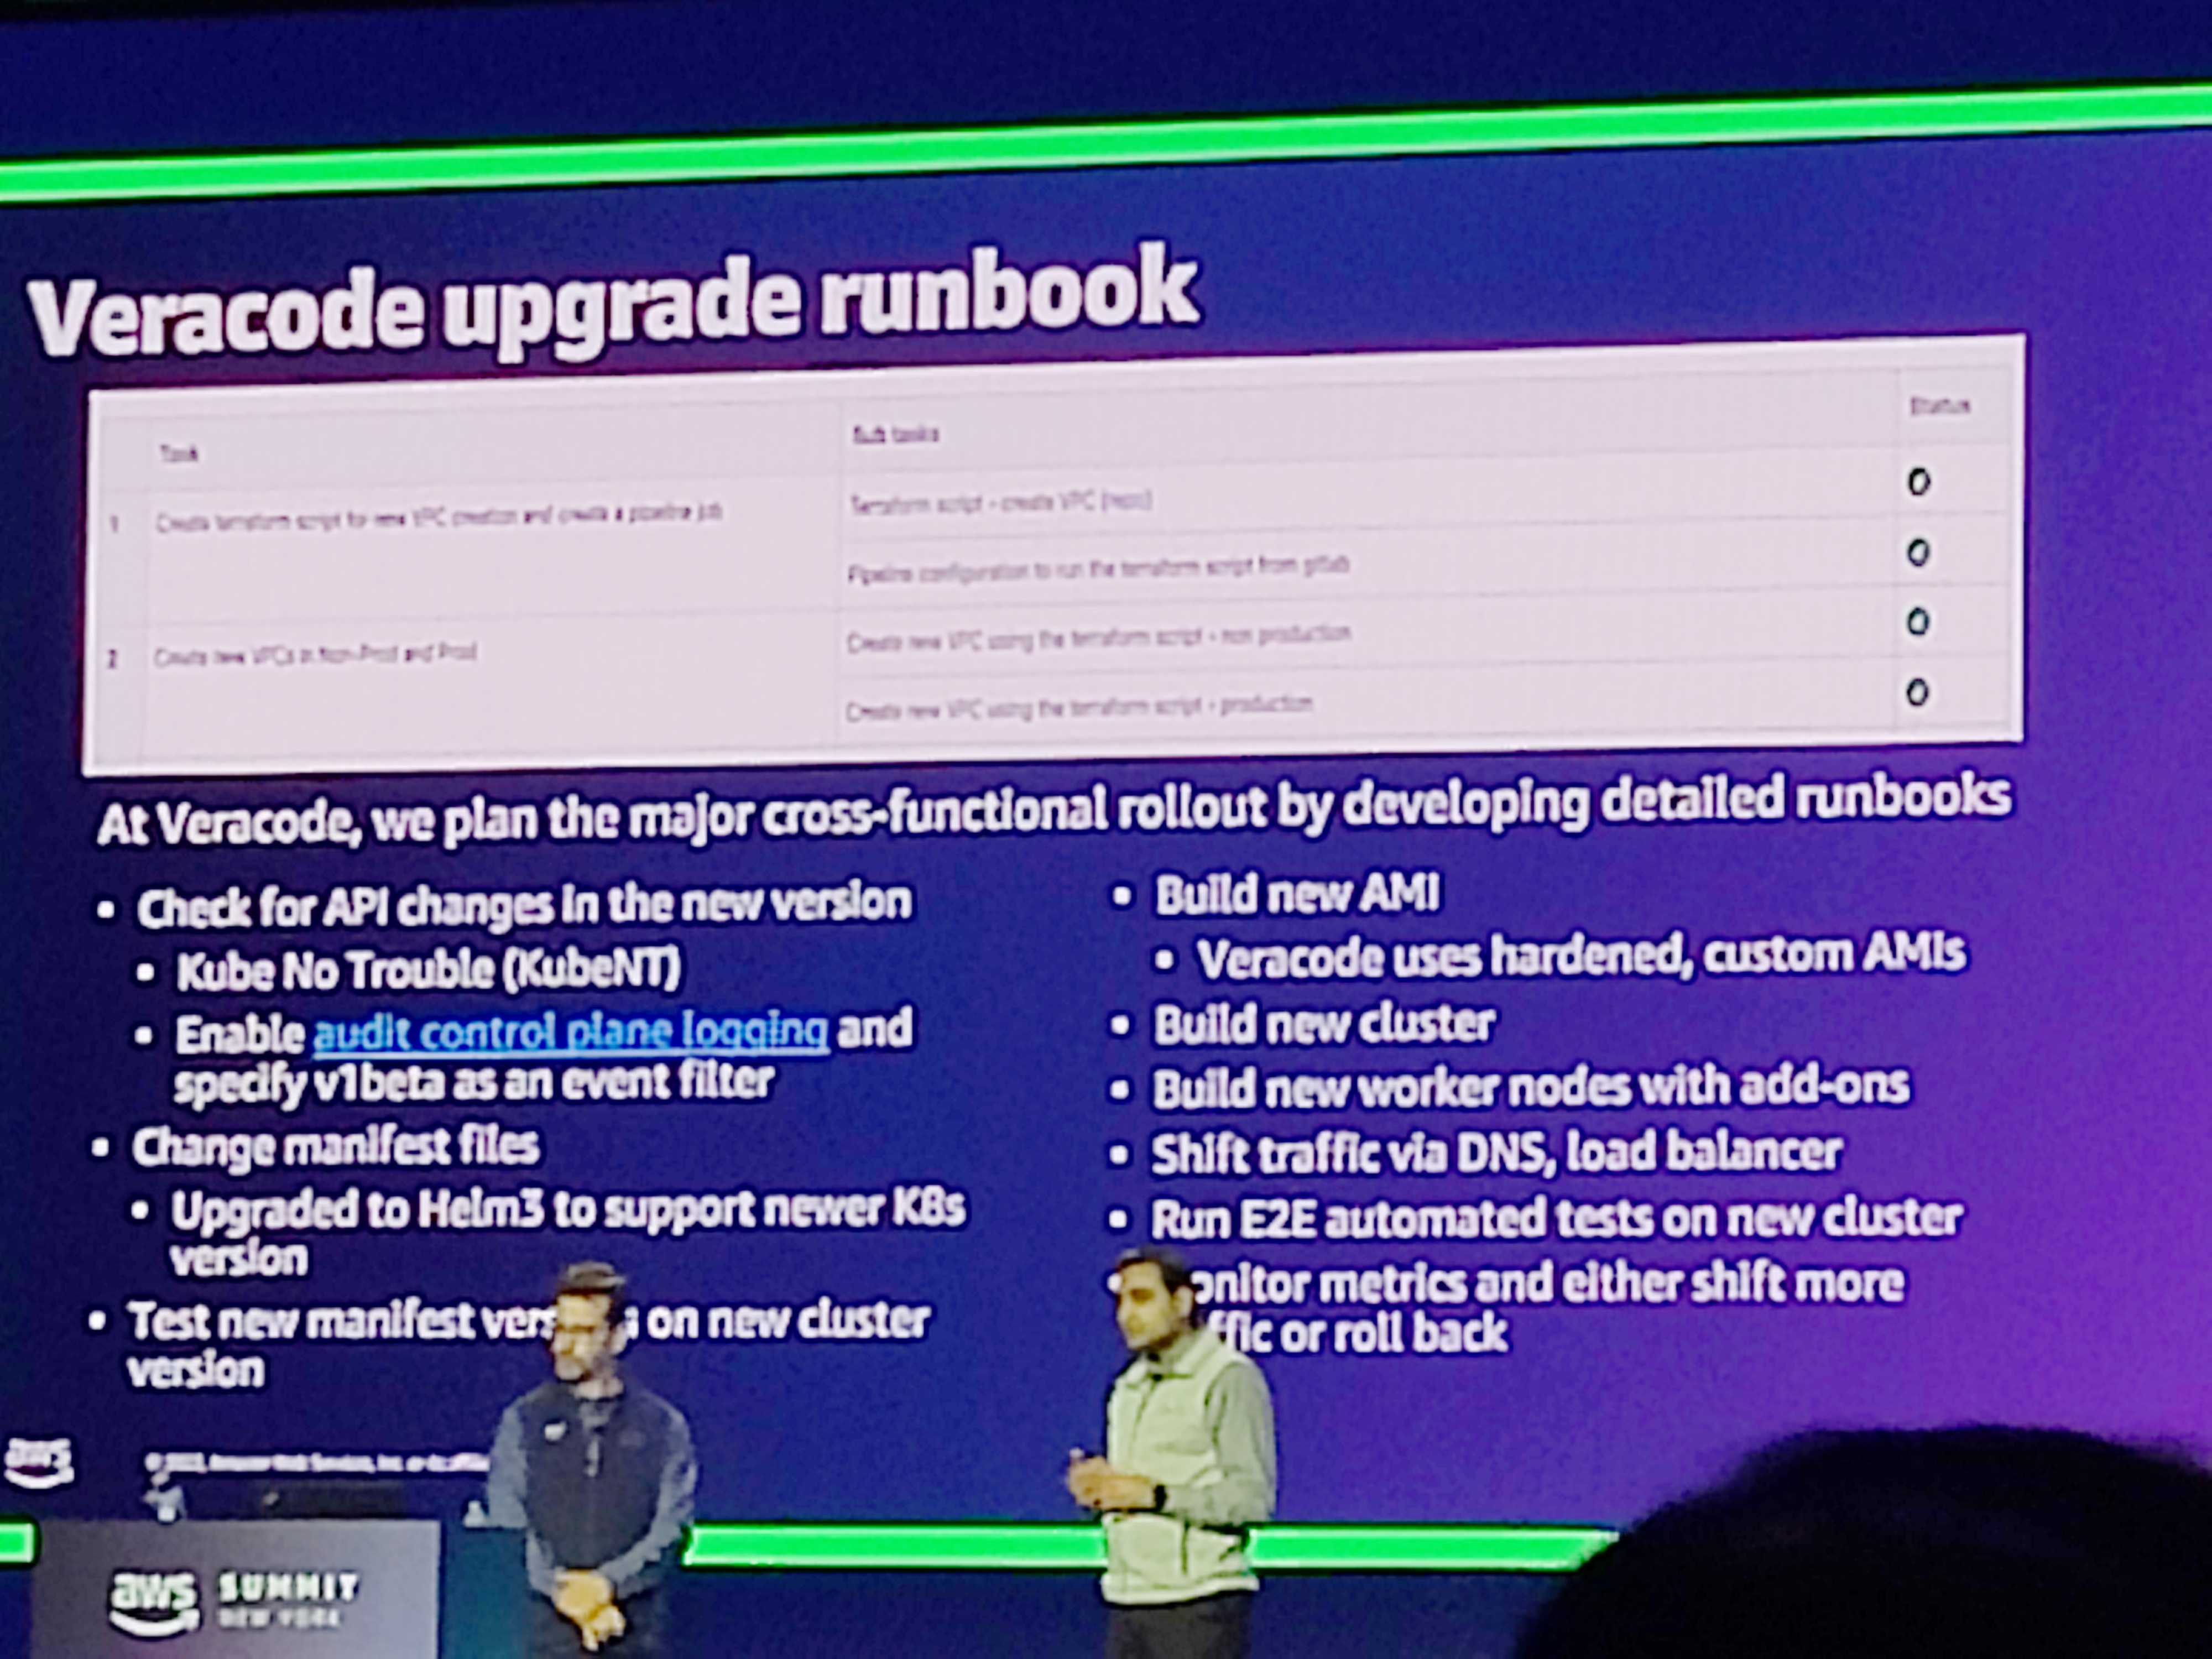 Veracode upgrade runbook
Task
Sub tasks
Status
1
Create terraform script for new VPC creation and create a pipeline job
Terraform script - create VPC (repo)
Pipeline configuration to run the terraform script from gitlab
2
Create new VPCs in Non-Prod and Prod
Create new VPC using the terraform script - non production
Create new VPC using the terraform script - production
At Veracode, we plan the major cross-functional rollout by developing detailed runbooks
• Check for API changes in the new version
• Kube No Trouble (KubeNT)
• Enable audit control plane logging and
specify v1beta as an event filter
• Change manifest files
• Upgraded to Helm3 to support newer K8s
version
• Test new manifest on new cluster
version
• Build new AMI
• Veracode uses hardened, custom AMIs
• Build new cluster
• Build new worker nodes with add-ons
• Shift traffic via DNS, load balancer
• Run E2E automated tests on new cluster
onitor metrics and either shift more
ffic or roll back
aws
Amazon Web Services, Inc. or its
aws SUMMIT
NEW YORK